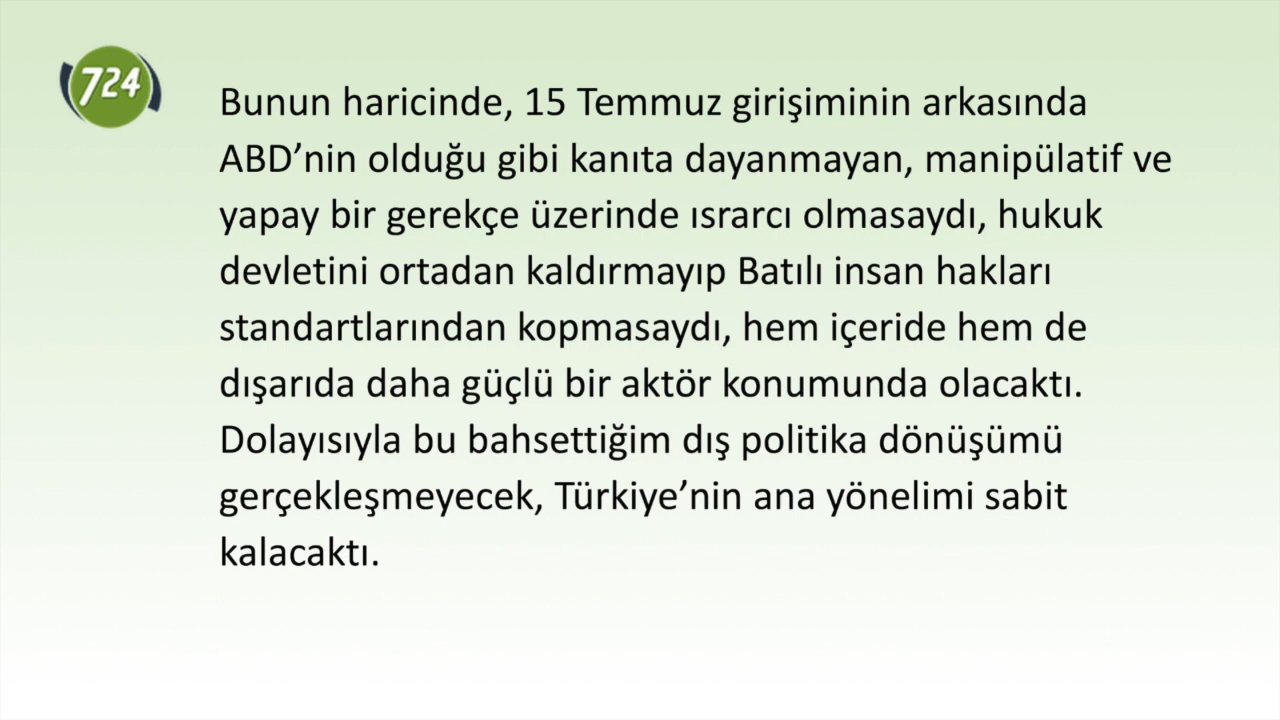 724
Bunun haricinde, 15 Temmuz girişiminin arkasında
ABD’nin olduğu gibi kanıta dayanmayan, manipülatif ve
yapay bir gerekçe üzerinde ısrarcı olmasaydı, hukuk
devletini ortadan kaldırmayıp Batılı insan hakları
standartlarından kopmasaydı, hem içeride hem de
dışarıda daha güçlü bir aktör konumunda olacaktı.
Dolayısıyla bu bahsettiğim dış politika dönüşümü
gerçekleşmeyecek, Türkiye’nin ana yönelimi sabit
kalacaktı.